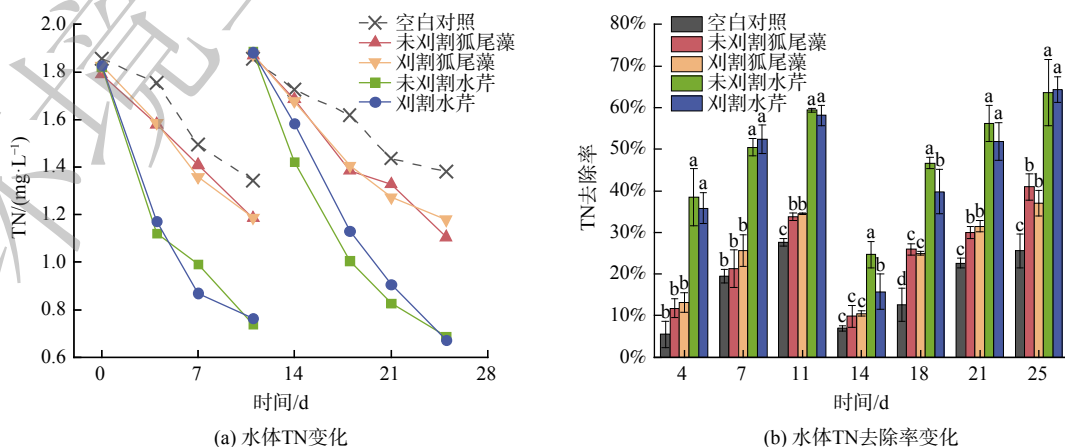 空白对照
未刈割狐尾藻
刈割狐尾藻
未刈割水芹
刈割水芹
2.0
1.8
1.6
1.4
1.2
1.0
0.8
0.6
TN/(mg·L⁻¹)
0 7 14 21 28
时间/d
(a) 水体TN变化
空白对照
未刈割狐尾藻
刈割狐尾藻
未刈割水芹
刈割水芹
80%
70%
60%
50%
40%
30%
20%
10%
0%
TN去除率
b b b a a
b b b a a
c b b a a
c c c a b
d c c a b
c b b a a
c b b a a
4 7 11 14 18 21 25
时间/d
(b) 水体TN去除率变化